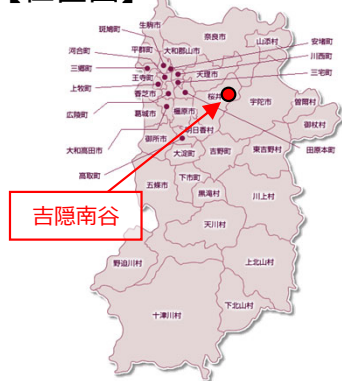 斑鳩町
生駒市
奈良市
山添村
安堵町
川西町
三宅町
河合町
平群町
大和郡山市
三郷町
王寺町
天理市
上牧町
香芝市
桜井
宇陀市
曽爾村
広陵町
葛城市
橿原市
御杖村
大和高田市
御所市
明日香村
田原本町
高取町
大淀町
吉野町
東吉野村
五條市
下市町
黒滝村
川上村
吉隠南谷
天川村
野迫川村
上北山村
十津川村
下北山村